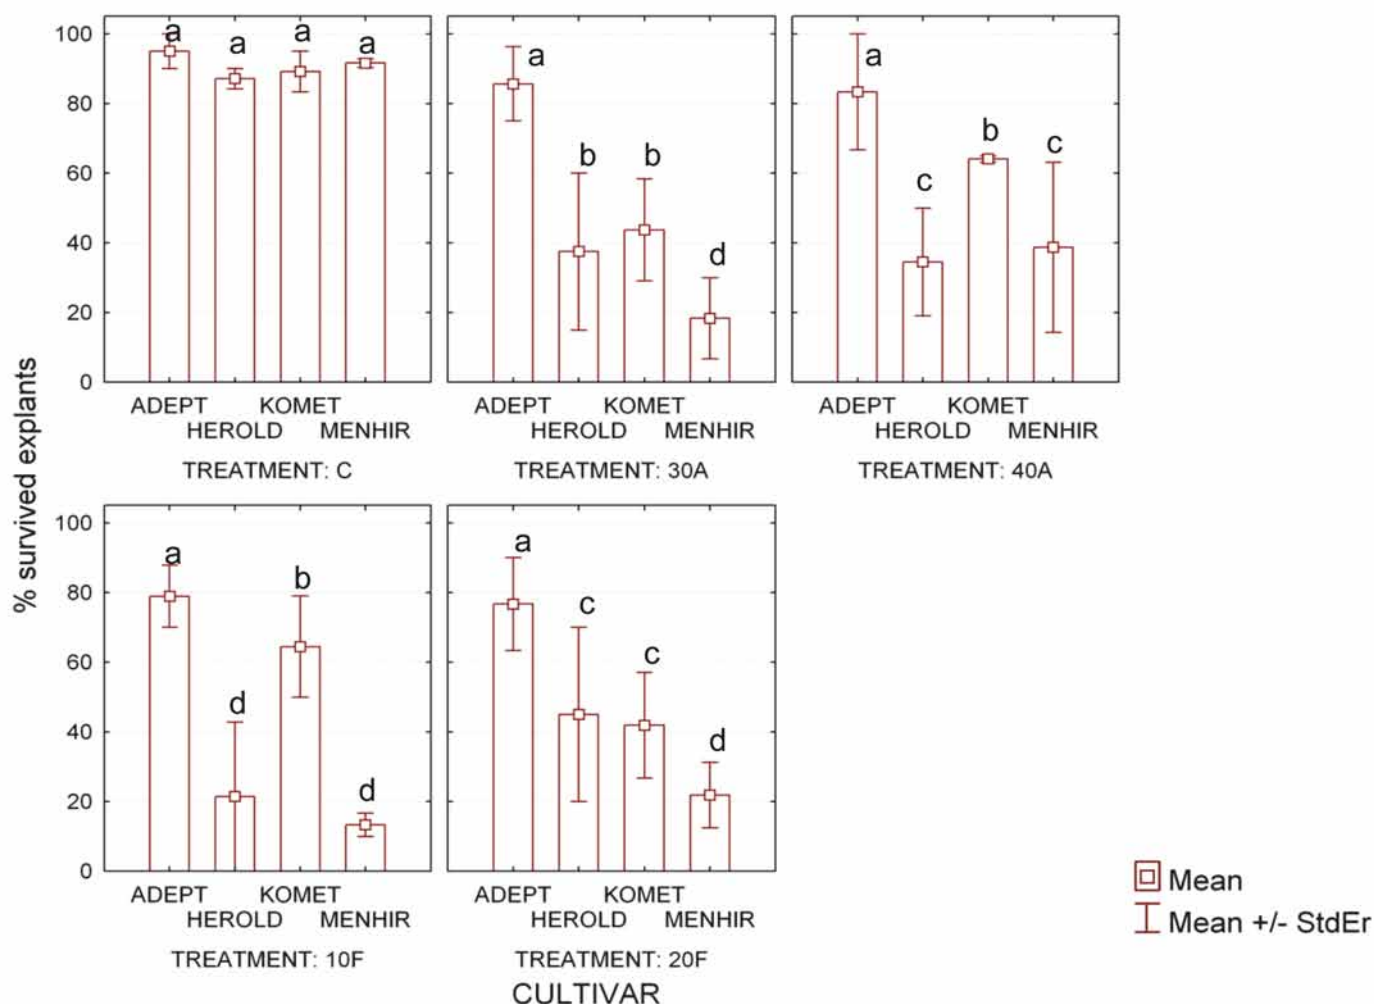 % survived explants
100
80
60
40
20
0
a
a
a
a
ADEPT
HEROLD
KOMET
MENHIR
TREATMENT: C
a
b
b
d
ADEPT
HEROLD
KOMET
MENHIR
TREATMENT: 30A
a
c
b
c
ADEPT
HEROLD
KOMET
MENHIR
TREATMENT: 40A
100
80
60
40
20
0
a
d
b
d
ADEPT
HEROLD
KOMET
MENHIR
TREATMENT: 10F
a
c
c
d
ADEPT
HEROLD
KOMET
MENHIR
TREATMENT: 20F
CULTIVAR
Mean
Mean +/- StdEr